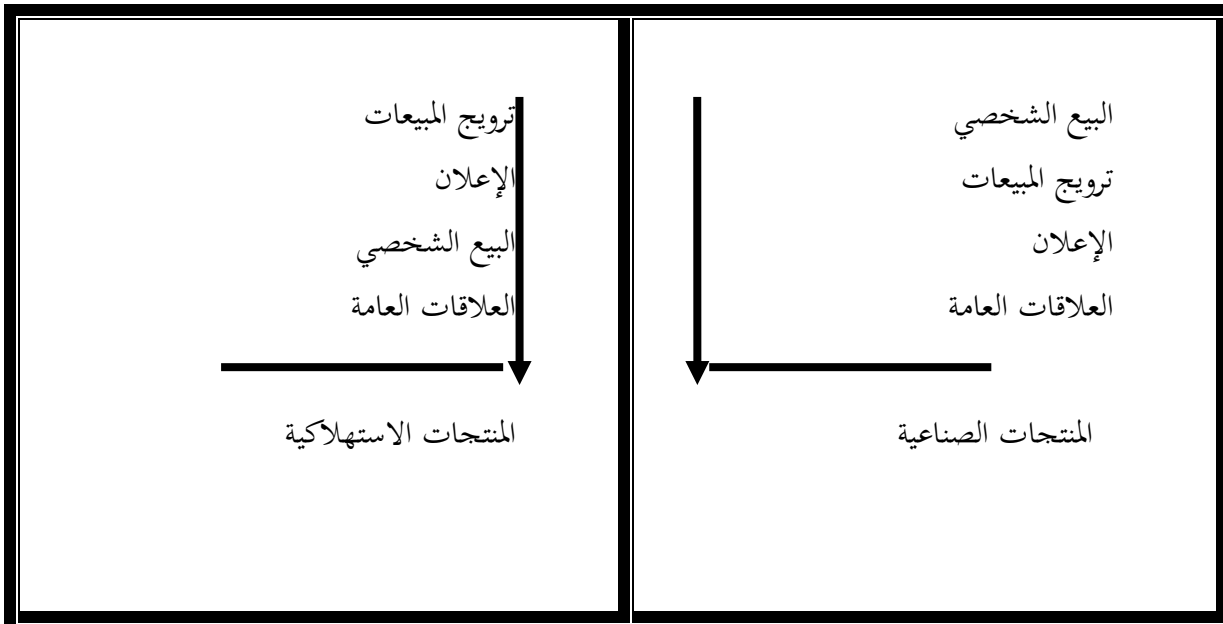 البيع الشخصي
ترويج المبيعات
الإعلان
العلاقات العامة
المنتجات الصناعية
ترويج المبيعات
الإعلان
البيع الشخصي
العلاقات العامة
المنتجات الاستهلاكية